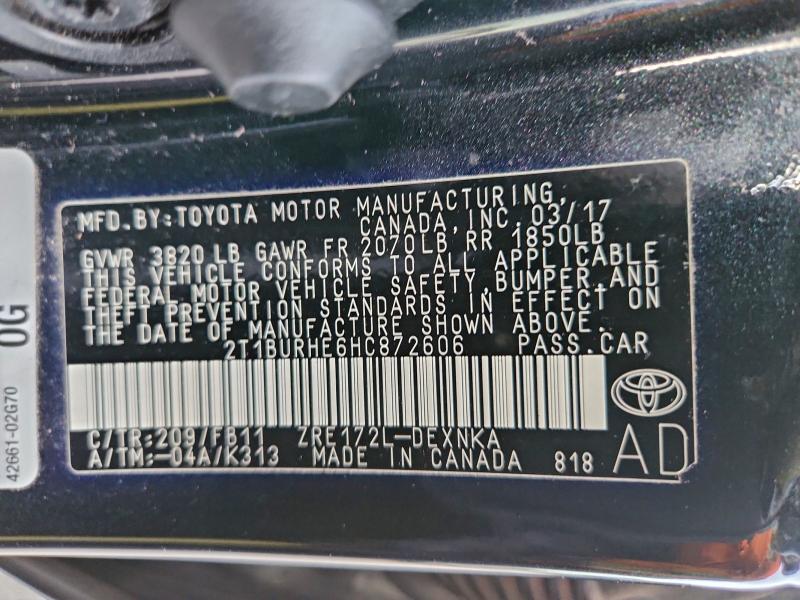 MFD.BY:TOYOTA MOTOR MANUFACTURING,
CANADA,INC.03/17
GVWR 3820 LB GAWR FR 2070LB RR 1850LB
THIS VEHICLE CONFORMS TO ALL APPLICABLE
FEDERAL MOTOR VEHICLE SAFETY,BUMPER,AND
THEFT PREVENTION STANDARDS IN EFFECT ON
THE DATE OF MANUFACTURE SHOWN ABOVE.
2T1BURHE6HC872606 PASS.CAR
C/TR:209/FB11 ZRE172L-DEXNKA
A/TM:-04A/K313 MADE IN CANADA 818
AD
42661-02G70
0G